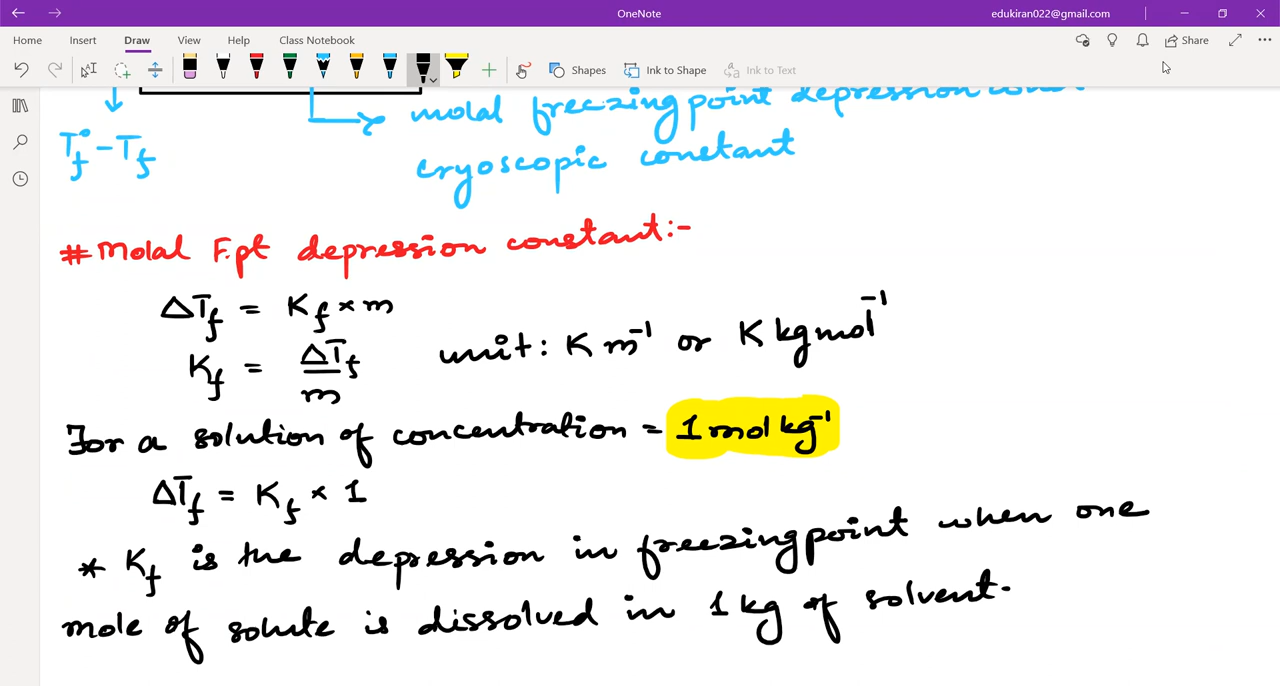 OneNote
edukiran022@gmail.com
Home Insert Draw View Help Class Notebook
Share
Shapes Ink to Shape Ink to Text
molal freezing point depression
Tf° - Tf
cryoscopic constant
# Molal F.pt depression constant:-
ΔTf = Kf × m
Kf = ΔTf / m
unit: K m⁻¹ or K kg mol⁻¹
For a solution of concentration = 1 mol kg⁻¹
ΔTf = Kf × 1
* Kf is the depression in freezing point when one
mole of solute is dissolved in 1 kg of solvent.